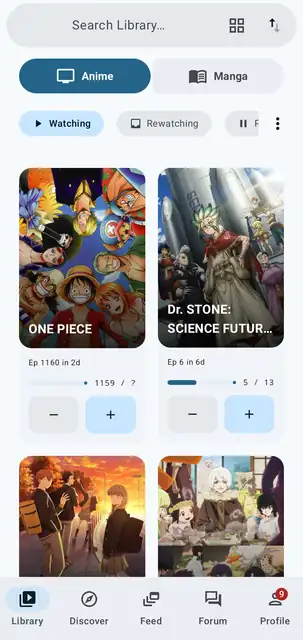 Search Library...
Anime
Manga
Watching
Rewatching
ONE PIECE
Dr. STONE:
SCIENCE FUTUR...
Ep 1160 in 2d
Ep 6 in 6d
1159 / ?
5 / 13
− +
− +
9
Library
Discover
Feed
Forum
Profile